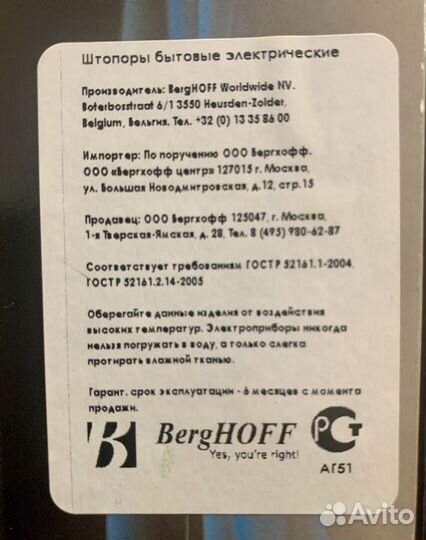 Штопоры бытовые электрические
Производитель: BergHOFF Worldwide NV.
Boterbosstraat 6/1 3550 Heusden-Zolder,
Belgium, Бельгия. Тел. +32 (0) 13 35 86 00
Импортер: По поручению ООО Бергхофф.
ООО «Бергхофф центр» 127015 г. Москва,
ул. Большая Новодмитровская, д.12, стр.15
Продавец: ООО Бергхофф 125047, г. Москва,
1-я Тверская-Ямская, д. 28, Тел. 8 (495) 980-62-87
Соответствует требованиям ГОСТ Р 52161.1-2004,
ГОСТ Р 52161.2.14-2005
Оберегайте данные изделия от воздействия
высоких температур. Электроприборы никогда
нельзя погружать в воду, а только слегка
протирать влажной тканью.
Гарант. срок эксплуатации - 6 месяцев с момента
продажи.
BergHOFF
Yes, you're right!
РСТ
АГ51
Avito